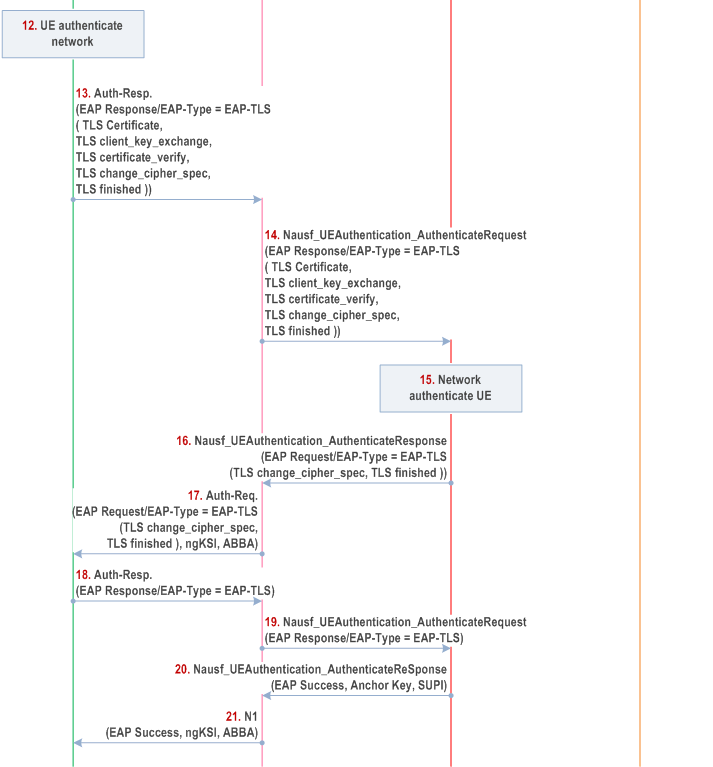 12. UE authenticate
network
13. Auth-Resp.
(EAP Response/EAP-Type = EAP-TLS
( TLS Certificate,
TLS client_key_exchange,
TLS certificate_verify,
TLS change_cipher_spec,
TLS finished ))
14. Nausf_UEAuthentication_AuthenticateRequest
(EAP Response/EAP-Type = EAP-TLS
( TLS Certificate,
TLS client_key_exchange,
TLS certificate_verify,
TLS change_cipher_spec,
TLS finished ))
15. Network
authenticate UE
16. Nausf_UEAuthentication_AuthenticateResponse
(EAP Request/EAP-Type = EAP-TLS
(TLS change_cipher_spec, TLS finished ))
17. Auth-Req.
(EAP Request/EAP-Type = EAP-TLS
(TLS change_cipher_spec,
TLS finished ), ngKSI, ABBA)
18. Auth-Resp.
(EAP Response/EAP-Type = EAP-TLS)
19. Nausf_UEAuthentication_AuthenticateRequest
(EAP Response/EAP-Type = EAP-TLS)
20. Nausf_UEAuthentication_AuthenticateReSponse
(EAP Success, Anchor Key, SUPI)
21. N1
(EAP Success, ngKSI, ABBA)